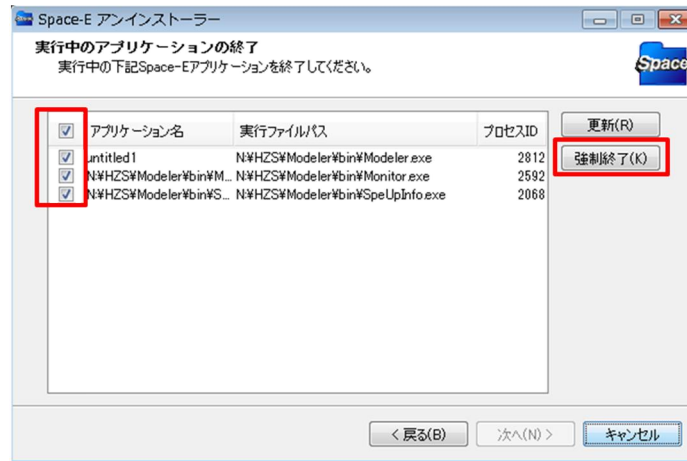 Space-E アンインストーラー
実行中のアプリケーションの終了
実行中の下記Space-Eアプリケーションを終了してください。
Space
アプリケーション名 実行ファイルパス プロセスID
untitled1 N:¥HZS¥Modeler¥bin¥Modeler.exe 2812
N:¥HZS¥Modeler¥bin¥M... N:¥HZS¥Modeler¥bin¥Monitor.exe 2592
N:¥HZS¥Modeler¥bin¥S... N:¥HZS¥Modeler¥bin¥SpeUpInfo.exe 2068
更新(R)
強制終了(K)
< 戻る(B) 次へ(N) > キャンセル